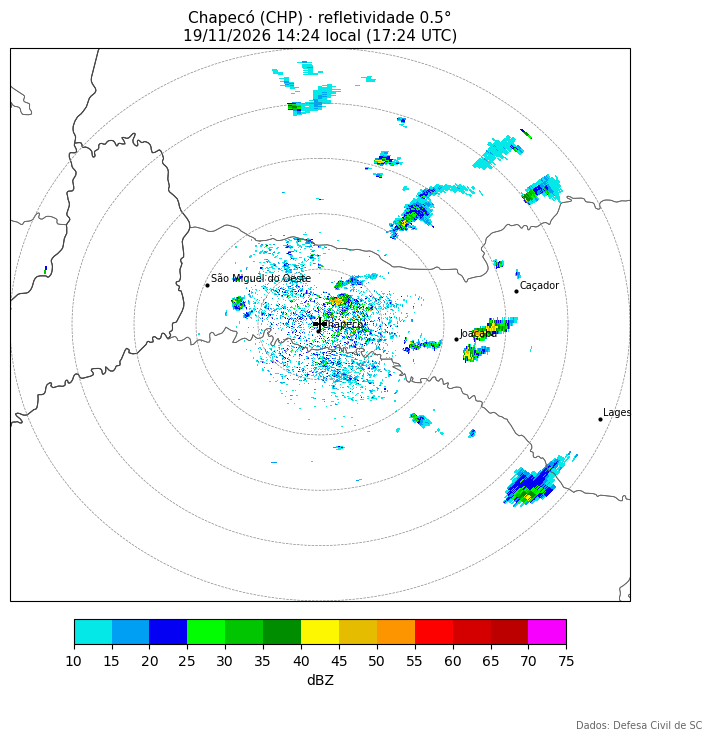 Chapecó (CHP) · refletividade 0.5°
19/11/2026 14:24 local (17:24 UTC)
São Miguel do Oeste
Caçador
Chapecó
Joaçaba
Lages
10 15 20 25 30 35 40 45 50 55 60 65 70 75
dBZ
Dados: Defesa Civil de SC